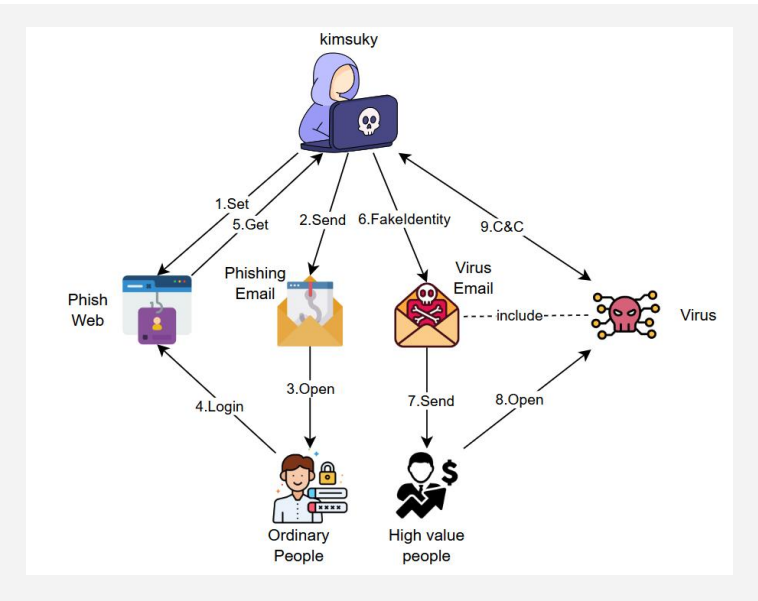 kimsuky
1.Set
5.Get
2.Send
6.FakeIdentity
9.C&C
Phish
Web
Phishing
Email
Virus
Email
include
Virus
4.Login
3.Open
7.Send
8.Open
Ordinary
People
High value
people